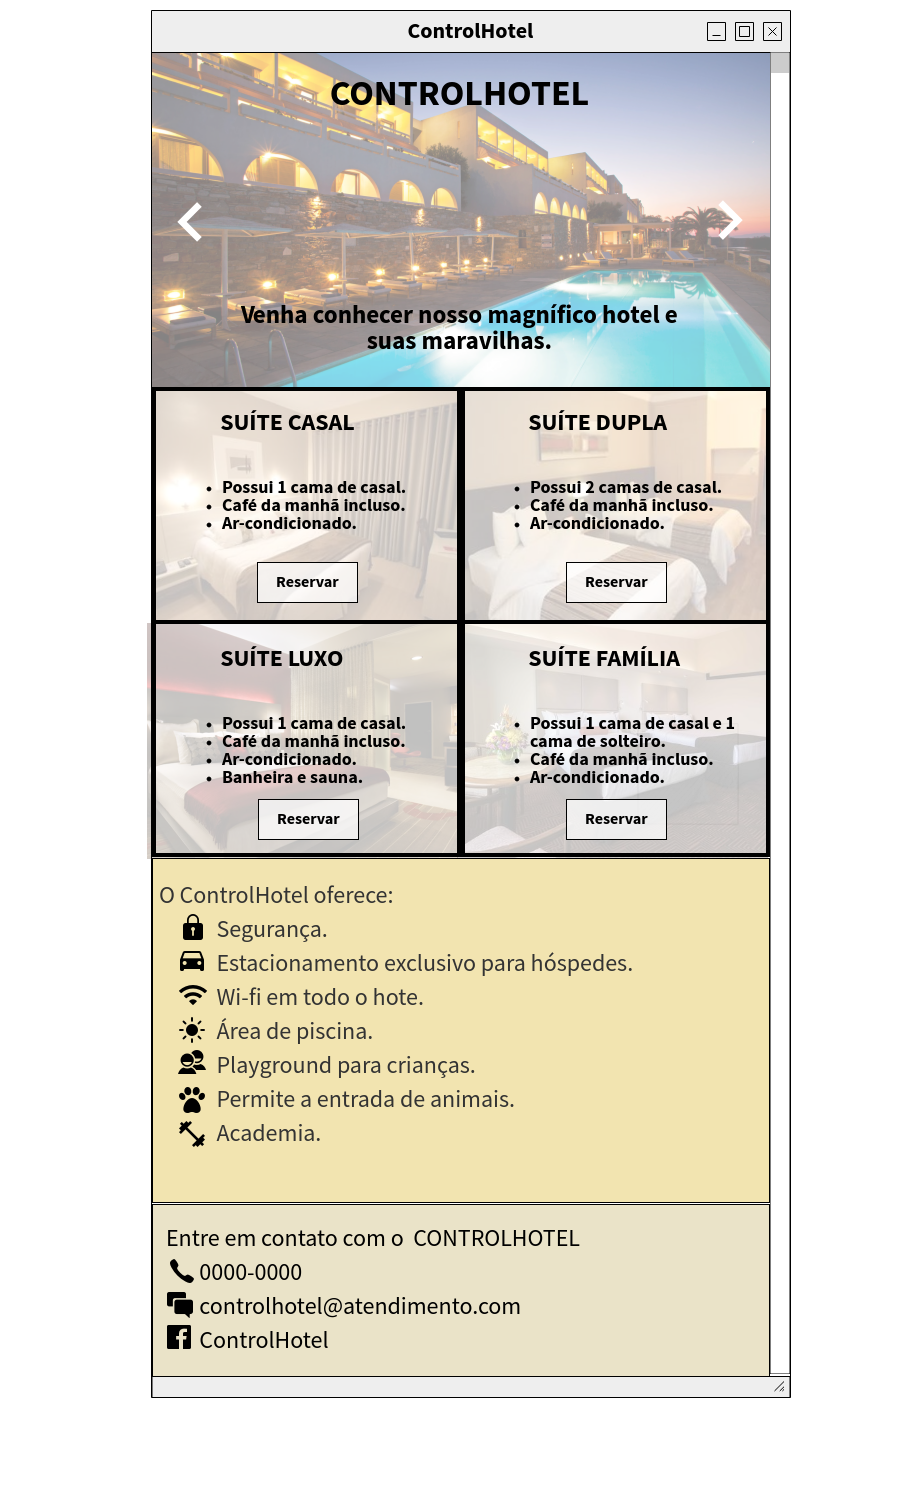 ControlHotel
CONTROLHOTEL
Venha conhecer nosso magnífico hotel e
suas maravilhas.
SUÍTE CASAL
• Possui 1 cama de casal.
• Café da manhã incluso.
• Ar-condicionado.
Reservar
SUÍTE DUPLA
• Possui 2 camas de casal.
• Café da manhã incluso.
• Ar-condicionado.
Reservar
SUÍTE LUXO
• Possui 1 cama de casal.
• Café da manhã incluso.
• Ar-condicionado.
• Banheira e sauna.
Reservar
SUÍTE FAMÍLIA
• Possui 1 cama de casal e 1
cama de solteiro.
• Café da manhã incluso.
• Ar-condicionado.
Reservar
O ControlHotel oferece:
Segurança.
Estacionamento exclusivo para hóspedes.
Wi-fi em todo o hote.
Área de piscina.
Playground para crianças.
Permite a entrada de animais.
Academia.
Entre em contato com o  CONTROLHOTEL
0000-0000
controlhotel@atendimento.com
ControlHotel